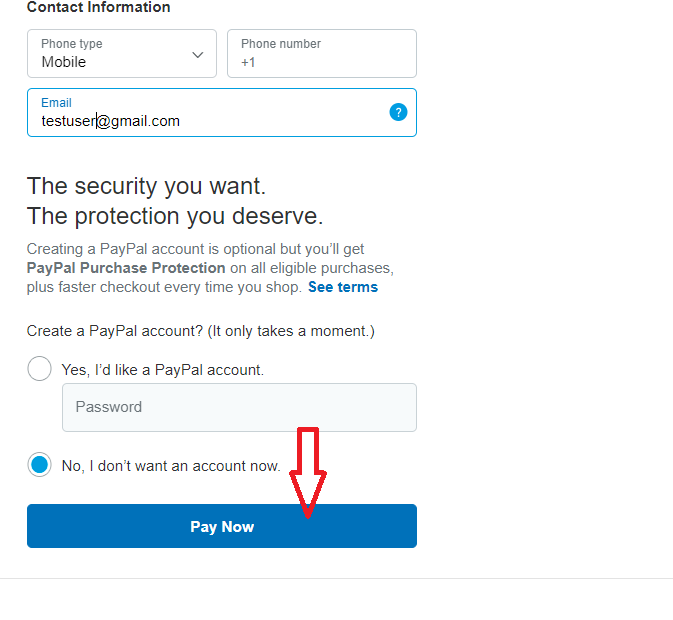 Contact Information
Phone type
Mobile
Phone number
+1
Email
testuser@gmail.com
?
The security you want.
The protection you deserve.
Creating a PayPal account is optional but you’ll get
PayPal Purchase Protection on all eligible purchases,
plus faster checkout every time you shop. See terms
Create a PayPal account? (It only takes a moment.)
Yes, I’d like a PayPal account.
Password
No, I don’t want an account now.
Pay Now